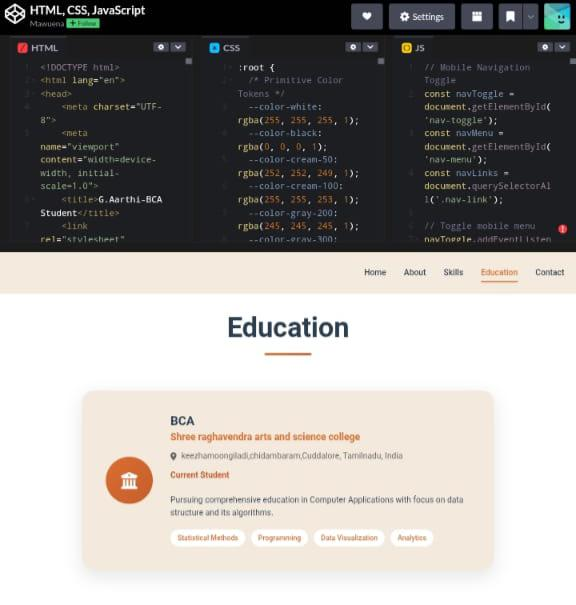 HTML, CSS, JavaScript
Mawuena + Follow
Settings
HTML
<!DOCTYPE html>
<html lang="en">
<head>
<meta charset="UTF-
8">
<meta
name="viewport"
content="width=device-
width, initial-
scale=1.0">
<title>G.Aarthi-BCA
Student</title>
<link
rel="stylesheet"
CSS
:root {
/* Primitive Color
Tokens */
--color-white:
rgba(255, 255, 255, 1);
--color-black:
rgba(0, 0, 0, 1);
--color-cream-50:
rgba(252, 252, 249, 1);
--color-cream-100:
rgba(255, 255, 253, 1);
--color-gray-200:
rgba(245, 245, 245, 1);
--color-gray-300:
JS
// Mobile Navigation
Toggle
const navToggle =
document.getElementById(
'nav-toggle');
const navMenu =
document.getElementById(
'nav-menu');
const navLinks =
document.querySelectorAl
l('.nav-link');
// Toggle mobile menu
navToggle.addEventListen
Home About Skills Education Contact
Education
BCA
Shree raghavendra arts and science college
keezhamoongiladi,chidambaram,Cuddalore, Tamilnadu, India
Current Student
Pursuing comprehensive education in Computer Applications with focus on data
structure and its algorithms.
Statistical Methods Programming Data Visualization Analytics